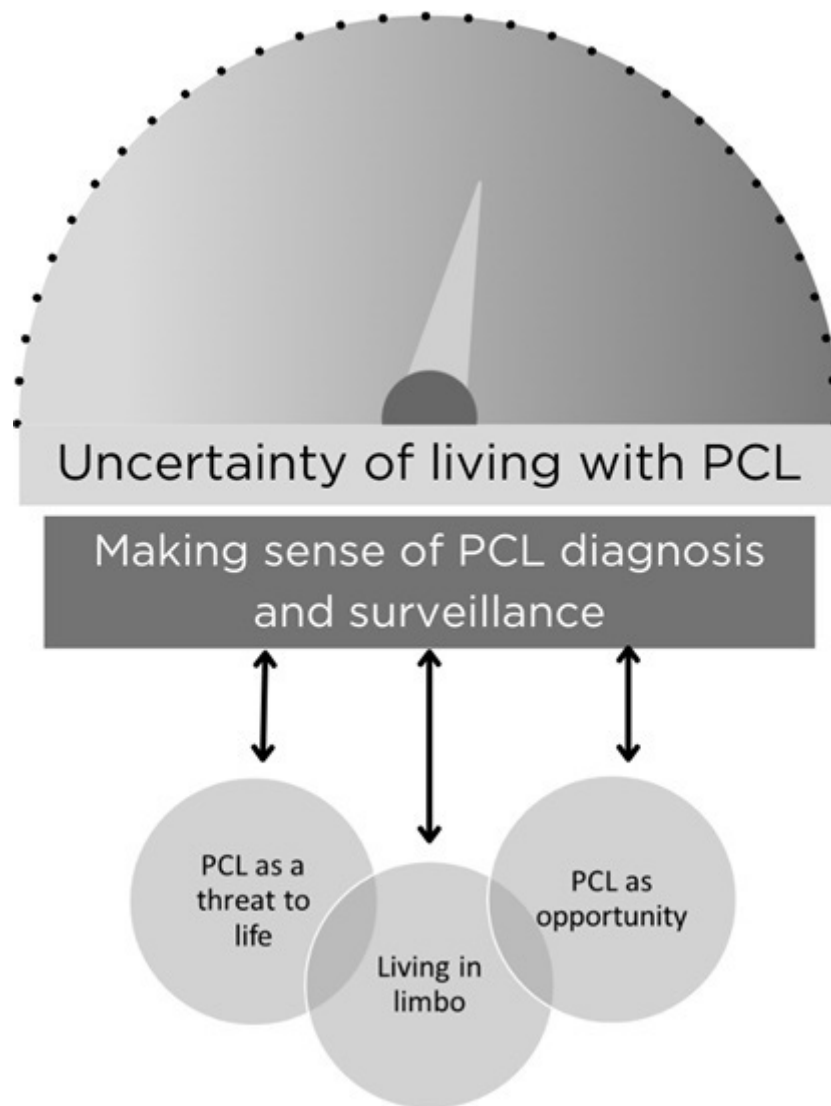 Uncertainty of living with PCL
Making sense of PCL diagnosis
and surveillance
PCL as a
threat to
life
Living in
limbo
PCL as
opportunity